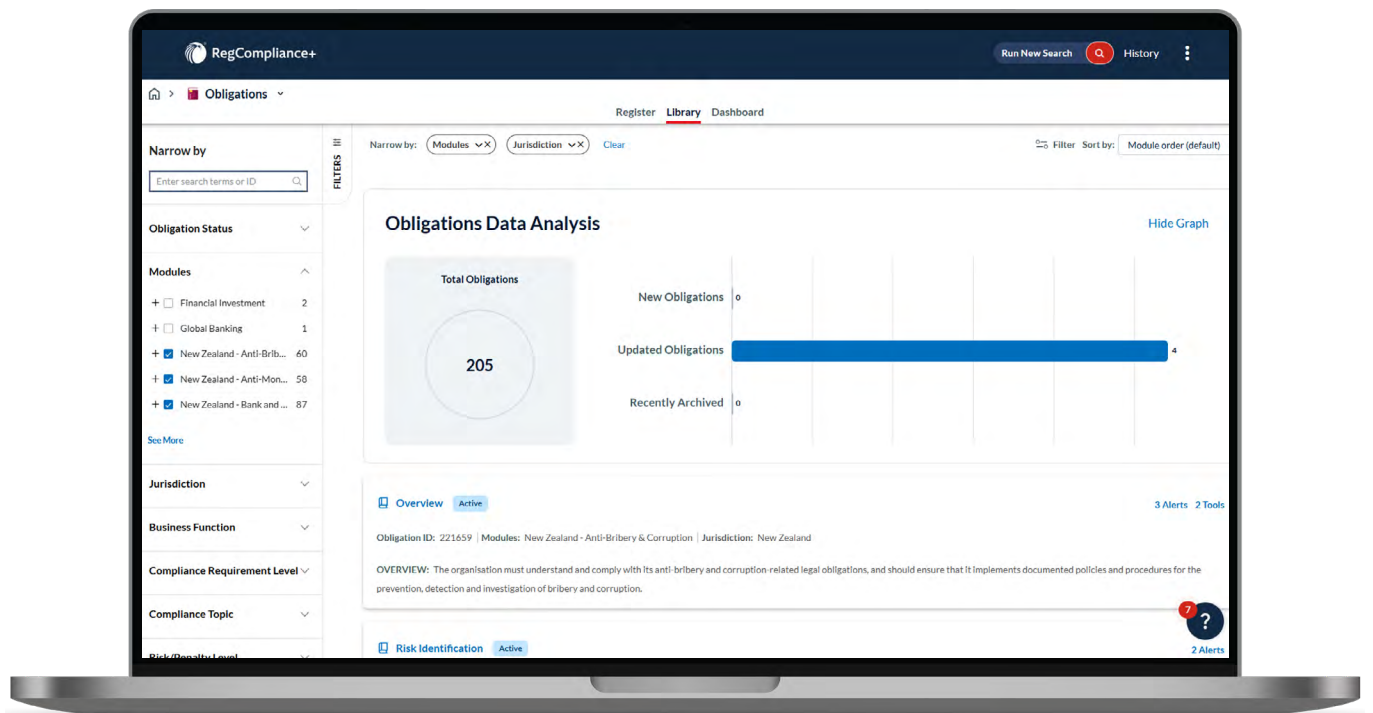 RegCompliance+
Run New Search
History
Obligations
Register Library Dashboard
Narrow by
Enter search terms or ID
FILTERS
Obligation Status
Modules
Financial Investment 2
Global Banking 1
New Zealand - Anti-Brib... 60
New Zealand - Anti-Mon... 58
New Zealand - Bank and ... 87
See More
Jurisdiction
Business Function
Compliance Requirement Level
Compliance Topic
Risk/Penalty Level
Narrow by: Modules Jurisdiction Clear
Filter Sort by: Module order (default)
Obligations Data Analysis
Hide Graph
Total Obligations
205
New Obligations 0
Updated Obligations 4
Recently Archived 0
Overview Active
3 Alerts 2 Tools
Obligation ID: 221659 | Modules: New Zealand - Anti-Bribery & Corruption | Jurisdiction: New Zealand
OVERVIEW: The organisation must understand and comply with its anti-bribery and corruption-related legal obligations, and should ensure that it implements documented policies and procedures for the
prevention, detection and investigation of bribery and corruption.
7
?
Risk Identification Active
2 Alerts